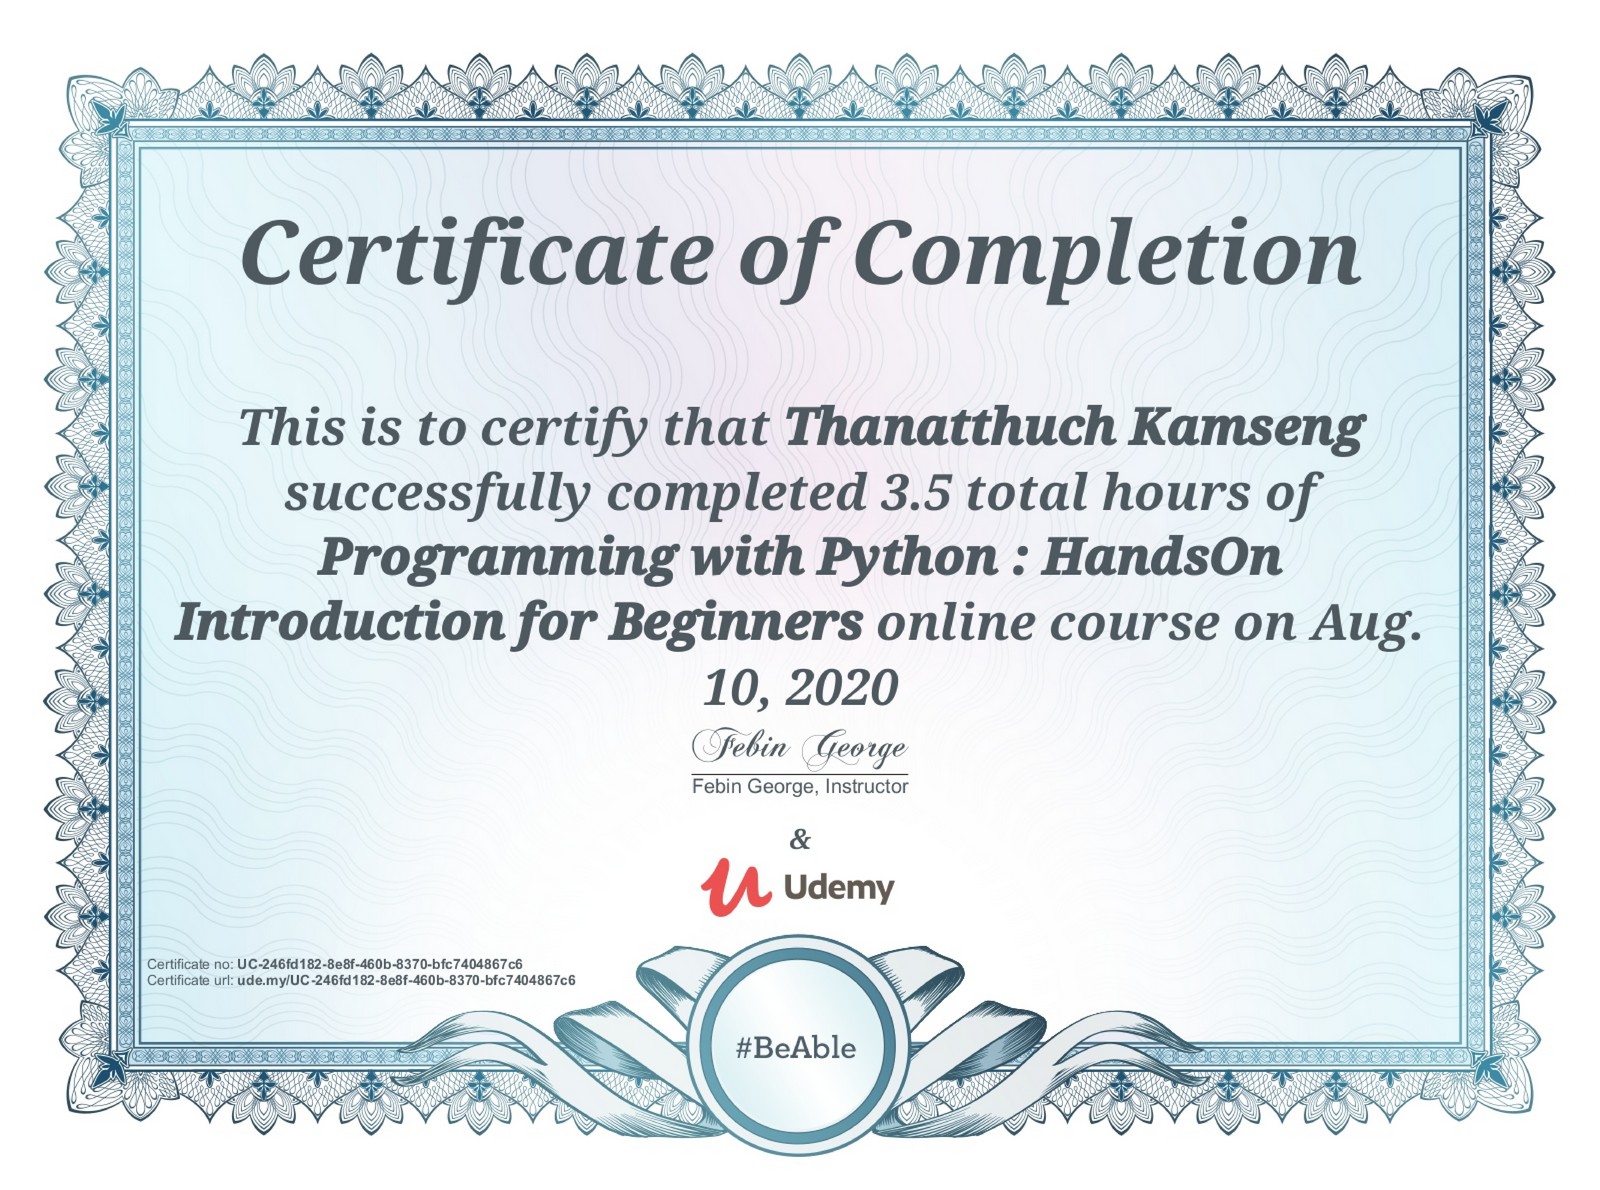 Certificate of Completion
This is to certify that Thanatthuch Kamseng
successfully completed 3.5 total hours of
Programming with Python : HandsOn
Introduction for Beginners online course on Aug.
10, 2020
Febin George
Febin George, Instructor
&
Udemy
Certificate no: UC-246fd182-8e8f-460b-8370-bfc7404867c6
Certificate url: ude.my/UC-246fd182-8e8f-460b-8370-bfc7404867c6
#BeAble